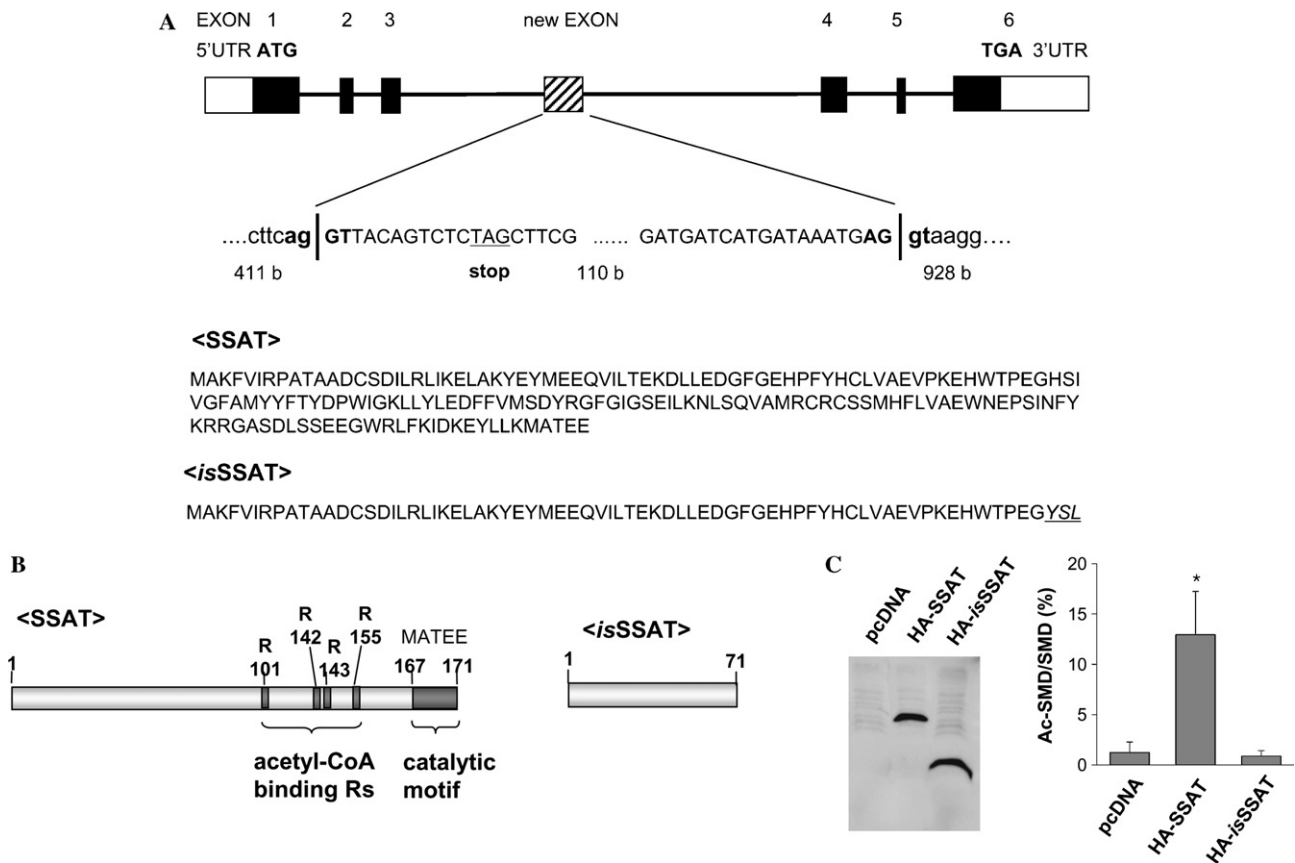 A
EXON 1 2 3 new EXON 4 5 6
5'UTR ATG TGA 3'UTR
....cttcag GTTACAGTCTCTAGCTTCG ...... GATGATCATGATAAATGAG gtaagg....
411 b stop 110 b 928 b
<SSAT>
MAKFVIRPATAADCSDILRLIKELAKYEYMEEQVILTEKDLLEDGFGEHPFYHCLVAEVPKEHWTPEGHSI
VGFAMYYFTYDPWIGKLLYLEDFFVMSDYRGFGIGSEILKNLSQVAMRCRCSSMHFLVAEWNEPSINFY
KRRGASDLSSEEGWRLFKIDKEYLLKMATEE
<isSSAT>
MAKFVIRPATAADCSDILRLIKELAKYEYMEEQVILTEKDLLEDGFGEHPFYHCLVAEVPKEHWTPEGYSL
B
<SSAT>
1
R
101
R
142
R
143
R
155
MATEE
167 171
acetyl-CoA
binding Rs
catalytic
motif
<isSSAT>
1 71
C
pcDNA
HA-SSAT
HA-isSSAT
Ac-SMD/SMD (%)
20
15
10
5
0
*
pcDNA
HA-SSAT
HA-isSSAT